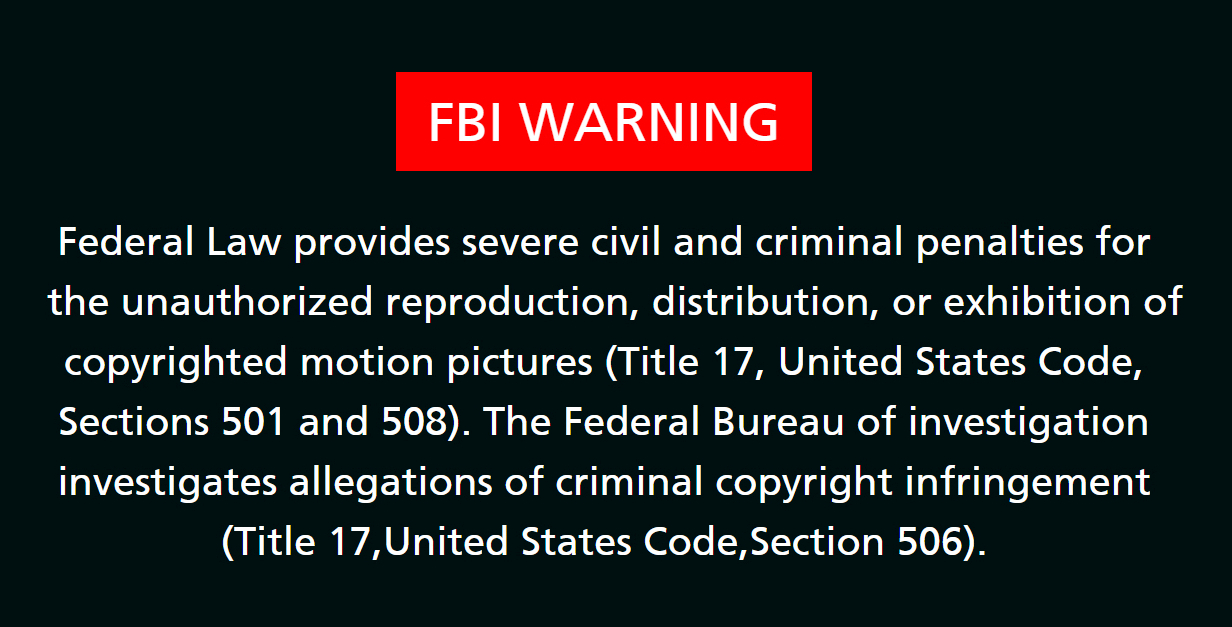 FBI WARNING
Federal Law provides severe civil and criminal penalties for
the unauthorized reproduction, distribution, or exhibition of
copyrighted motion pictures (Title 17, United States Code,
Sections 501 and 508). The Federal Bureau of investigation
investigates allegations of criminal copyright infringement
(Title 17,United States Code,Section 506).